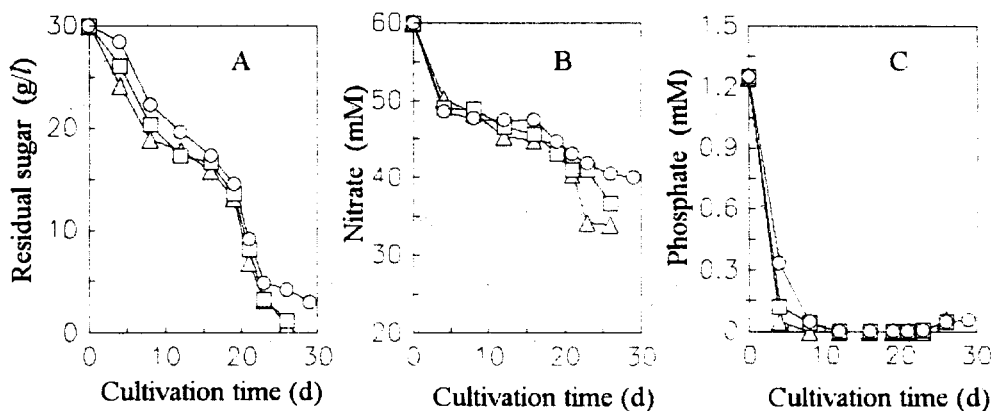 A
Residual sugar (g/l)
30
20
10
0
0 10 20 30
Cultivation time (d)
B
Nitrate (mM)
60
50
40
30
20
0 10 20 30
Cultivation time (d)
C
Phosphate (mM)
1.5
1.2
0.9
0.6
0.3
0
0 10 20 30
Cultivation time (d)